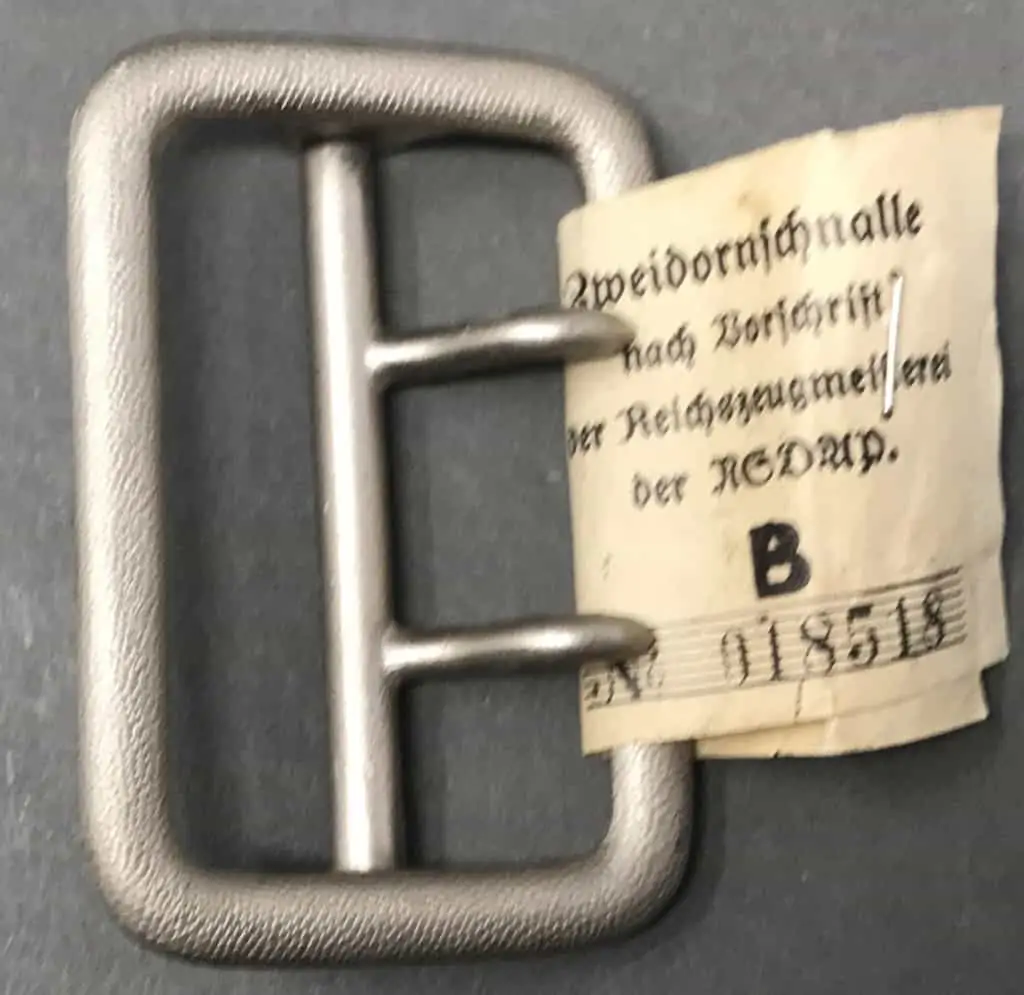 Zweidornſchnalle
nach Vorſchrift
der Reichszeugmeiſterei
der NSDAP.
B
№ 018518